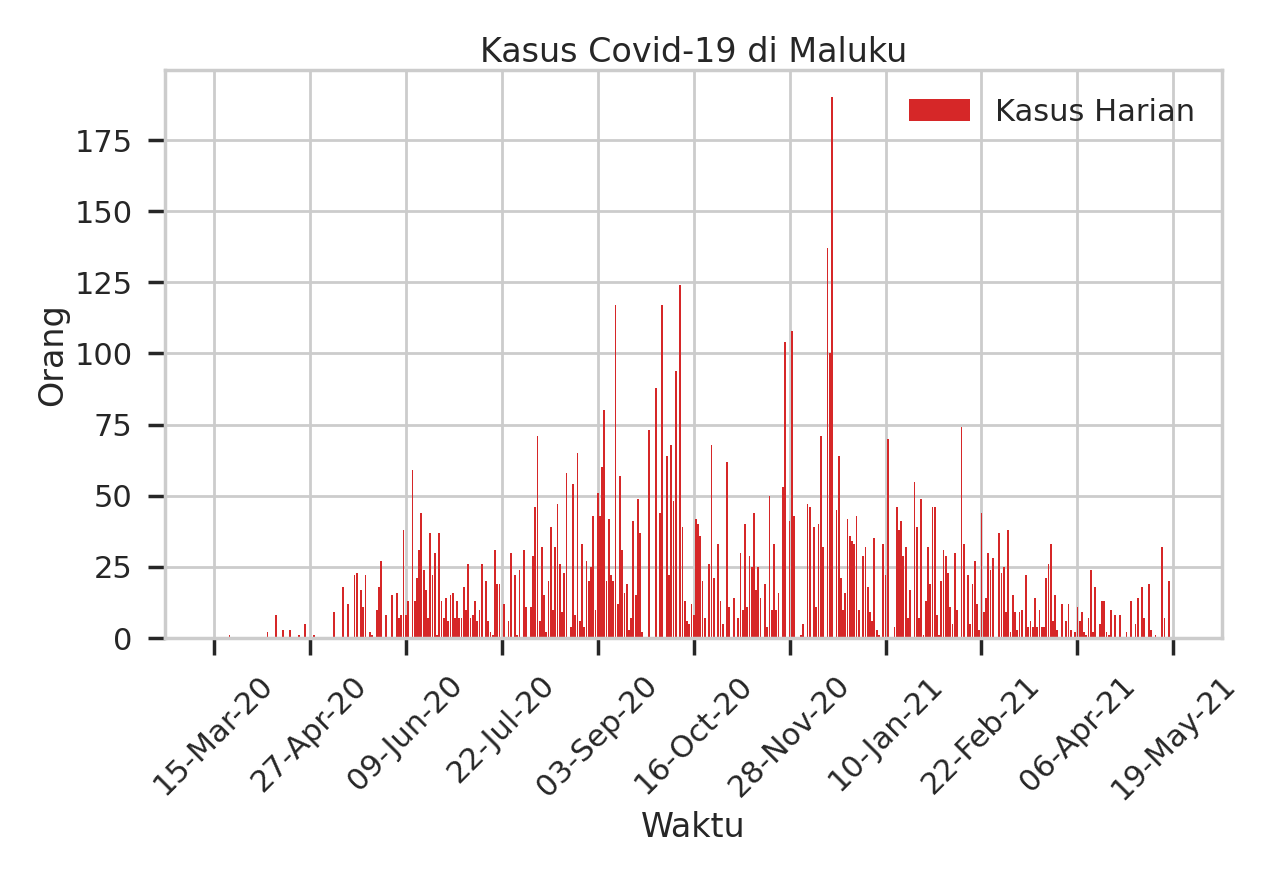 Kasus Covid-19 di Maluku
Kasus Harian
Orang
175
150
125
100
75
50
25
0
15-Mar-20
27-Apr-20
09-Jun-20
22-Jul-20
03-Sep-20
16-Oct-20
28-Nov-20
10-Jan-21
22-Feb-21
06-Apr-21
19-May-21
Waktu